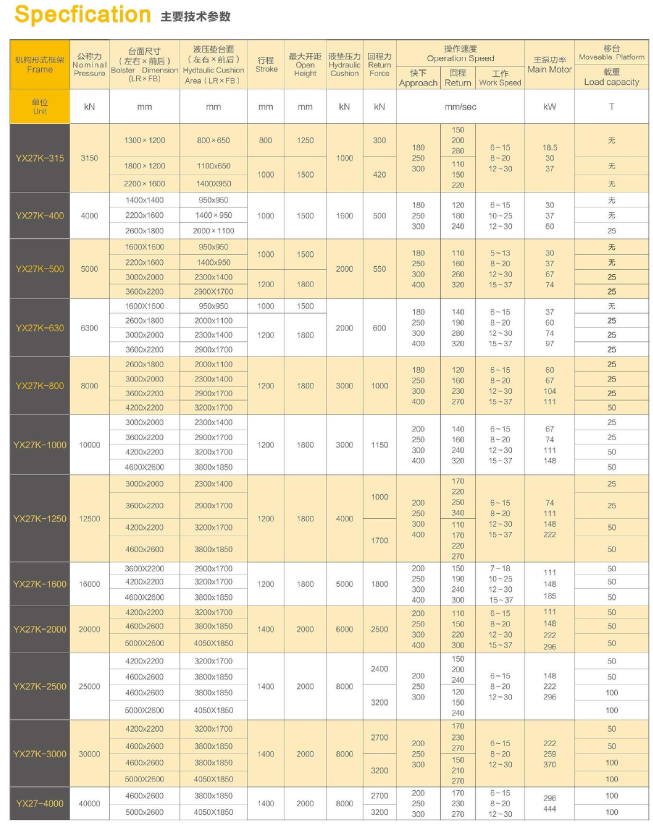 Specfication 主要技术参数
机构形式框架 Frame 公称力 Nominal Pressure 台面尺寸 (左右×前后) Bolster Dimension (LR×FB) 液压垫台面 (左右×前后) Hydtaulic Cushion Area (LR×FB) 行程 Stroke 最大开距 Open Height 液垫力 Hydraulic Cushion 回程力 Return Force 操作速度 Operation Speed 快下 Approach 回程 Return 工作 Work Speed 主泵功率 Main Motor 移台 Moveable Platform 载重 Load capacity
单位 Unit kN mm mm mm mm kN kN mm/sec kW T
YX27K-315 3150 1300×1200 800×650 800 1250 1000 300 180 250 300 150 200 260 6~15 8~20 12~30 18.5 30 37 无
1800×1200 1100x650 1000 1500 420 110 150 220 无
2200×1600 1400X950 无
YX27K-400 4000 1400x1400 950x950 1000 1500 1600 500 180 250 300 120 180 240 6~15 10~25 12~30 30 37 60 无
2200x1600 1400×950 无
2600x1800 2000×1100 25
YX27K-500 5000 1600X1600 950x950 1000 1500 2000 550 180 250 300 400 110 160 260 320 5~13 8~20 12~30 15~37 30 37 67 74 无
2200x1600 1400x950 无
3000x2000 2300x1400 1200 1800 25
3600x2200 2900X1700 25
YX27K-630 6300 1600X1600 950x950 1000 1500 2000 600 180 250 300 400 140 190 280 320 6~15 8~20 12~30 15~37 37 60 74 97 无
2600x1800 2000x1100 1200 1800 25
3000x2000 2300x1400 25
3600x2200 2900x1700 25
YX27K-800 8000 2600x1800 2000x1100 1200 1800 3000 1000 180 250 300 400 120 160 230 270 6~15 8~20 12~30 15~37 60 67 104 111 25
3000x2000 2300x1400 25
3600x2200 2900x1700 25
4200x2200 3200x1700 50
YX27K-1000 10000 3000x2000 2300x1400 1200 1800 3000 1150 200 250 300 400 140 160 240 320 6~15 8~20 12~30 15~37 67 74 111 148 25
3600x2200 2900x1700 25
4200x2200 3200x1700 50
4600X2600 3800x1850 50
YX27K-1250 12500 3000x2000 2300x1400 1200 1800 4000 1000 200 250 300 400 170 220 250 340 6~15 8~20 12~30 15~37 74 111 148 222 25
3600x2200 2900x1700 25
4200x2200 3200x1700 1700 110 170 220 270 50
4600x2600 3800x1850 50
YX27K-1600 16000 3600X2200 2900x1700 1200 1800 5000 1800 200 250 300 400 150 190 240 300 7~18 10~25 12~30 15~37 111 148 185 50
4200x2200 3200x1700 50
4600X2600 3800x1850 50
YX27K-2000 20000 4200x2200 3200x1700 1400 2000 6000 2500 200 250 300 400 110 150 220 300 6~15 8~20 12~30 15~37 111 148 222 296 50
4600x2600 3800x1850 50
5000X2600 4050X1850 50
YX27K-2500 25000 4200x2200 3200x1700 1400 2000 8000 2400 200 250 300 150 200 240 6~15 8~20 12~30 148 222 296 50
4600x2600 3800x1850 50
4600x2600 3800x1850 3200 120 150 240 100
5000X2600 4050X1850 100
YX27K-3000 30000 4200x2200 3200x1700 1400 2000 8000 2700 200 250 300 170 230 270 6~15 8~20 12~30 222 259 370 50
4600x2600 3800x1850 50
4600x2600 3800x1850 3200 150 210 270 100
5000X2600 4050X1850 100
YX27-4000 40000 4600x2600 3800x1850 1400 2000 8000 2700 200 250 300 170 230 270 6~15 8~20 12~30 296 444 100
5000x2600 4050X1850 3200 100